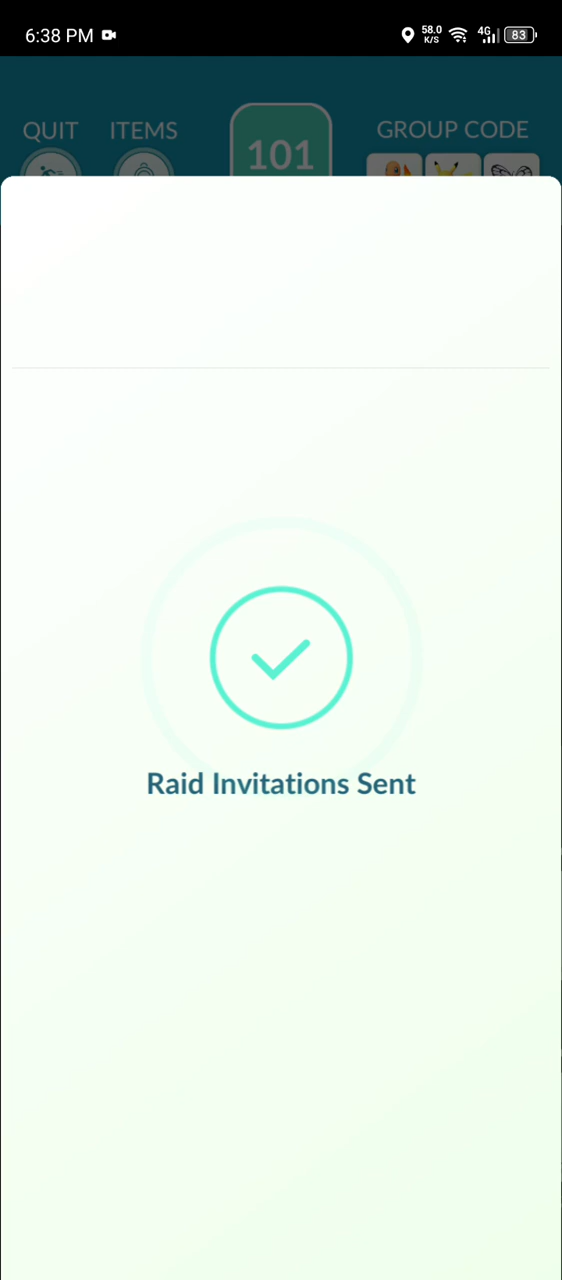 6:38 PM
58.0
K/S
4G
83
QUIT ITEMS
101
GROUP CODE
Raid Invitations Sent